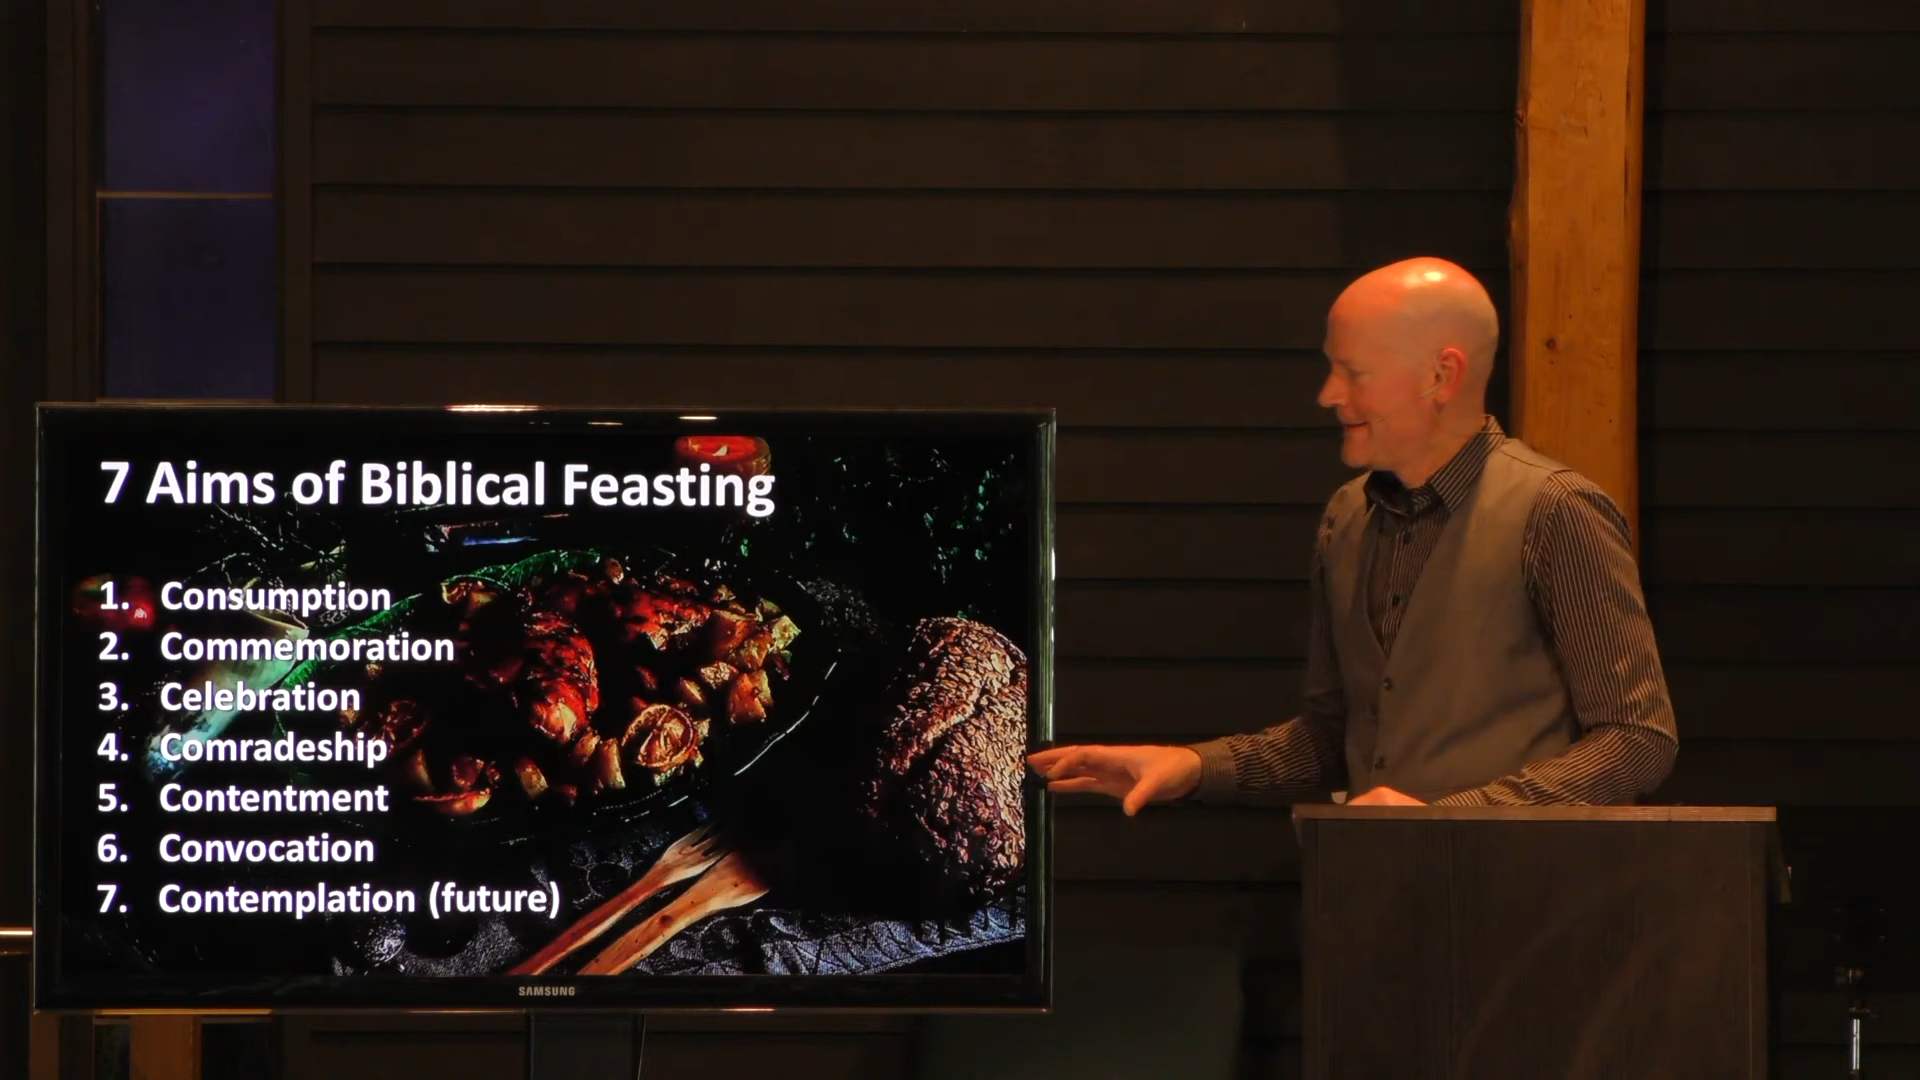 7 Aims of Biblical Feasting
1. Consumption
2. Commemoration
3. Celebration
4. Comradeship
5. Contentment
6. Convocation
7. Contemplation (future)
SAMSUNG